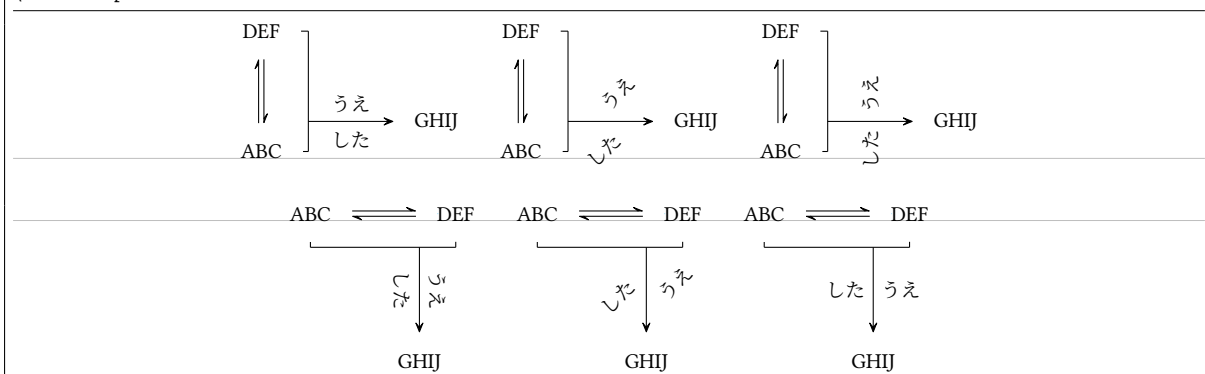 DEF DEF DEF
うえ うえ うえ
GHIJ GHIJ GHIJ
した した した
ABC ABC ABC
ABC DEF ABC DEF ABC DEF
した うえ した うえ した うえ
GHIJ GHIJ GHIJ